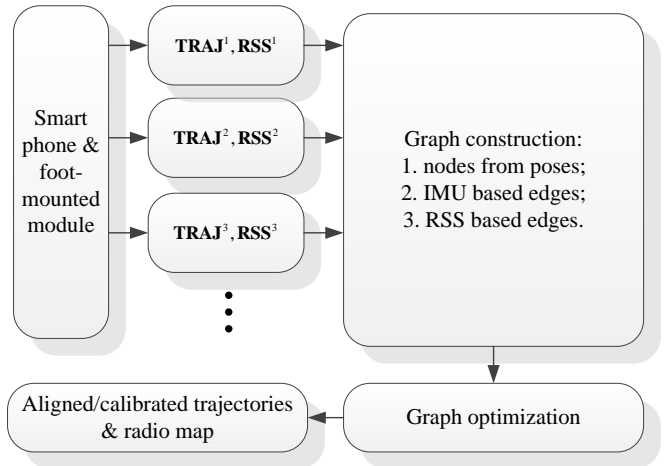 Smart
phone &
foot-
mounted
module
TRAJ¹, RSS¹
TRAJ², RSS²
TRAJ³, RSS³
Graph construction:
1. nodes from poses;
2. IMU based edges;
3. RSS based edges.
Aligned/calibrated trajectories
& radio map
Graph optimization